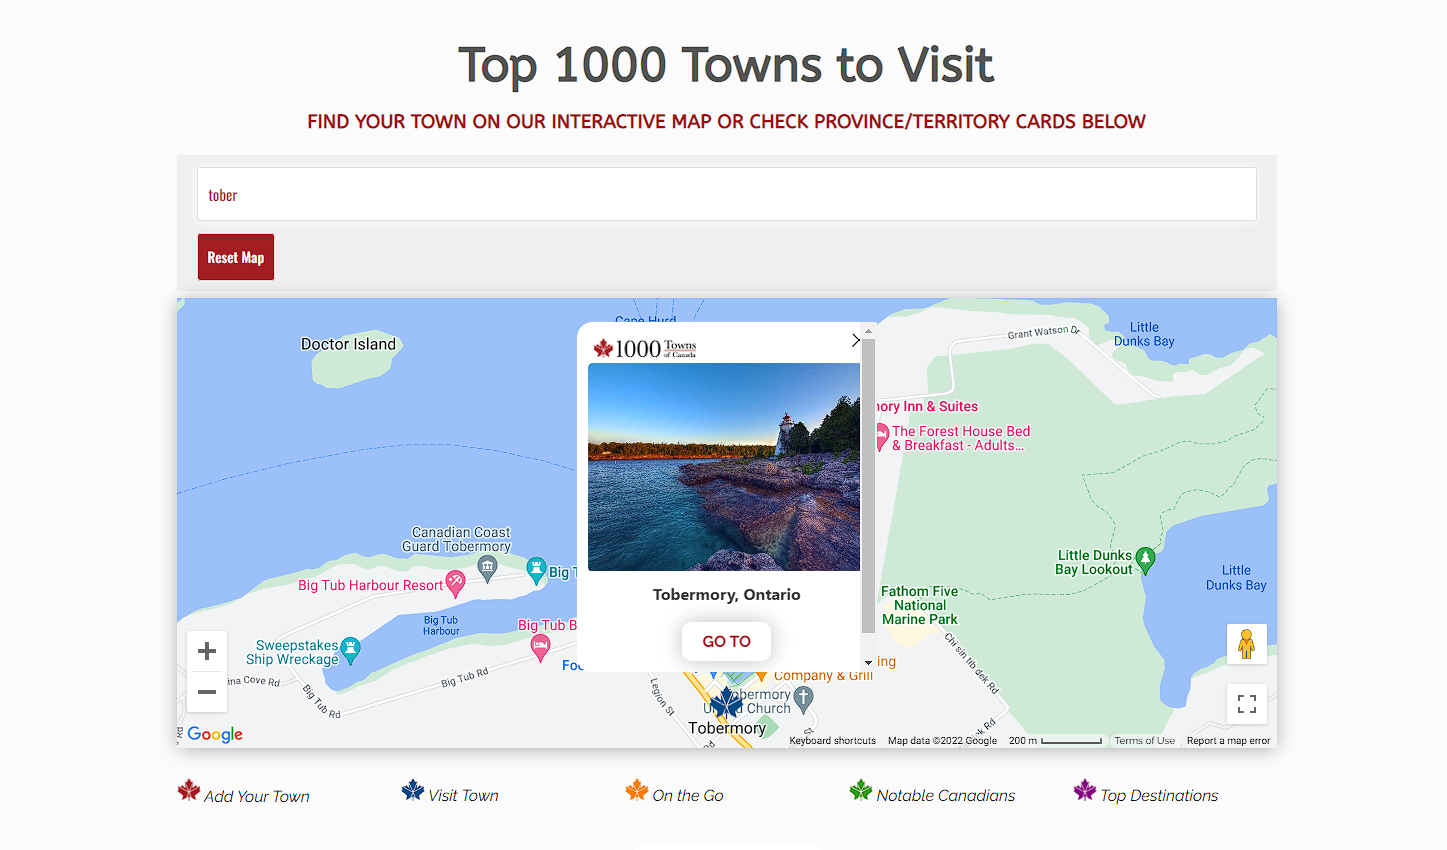 Top 1000 Towns to Visit
FIND YOUR TOWN ON OUR INTERACTIVE MAP OR CHECK PROVINCE/TERRITORY CARDS BELOW
tober
Reset Map
Cape Hurd
Doctor Island
Grant Watson Dr
Little
Dunks Bay
1000 Towns
of Canada
Inn & Suites
The Forest House Bed
& Breakfast - Adults...
Canadian Coast
Guard Tobermory
Big Tub Harbour Resort
Big
Little Dunks
Bay Lookout
Little
Dunks Bay
Fathom Five
National
Marine Park
Tobermory, Ontario
GO TO
Big Tub
Harbour
Big Tub B
Sweepstakes
Ship Wreckage
Cove Rd
Big Tub Rd
Big Tub Rd
Legion St
Company & Grill
Chi sin tib dek Rd
Church
Tobermory
Rd
Google
Keyboard shortcuts
Map data ©2022 Google
200 m
Terms of Use
Report a map error
Add Your Town
Visit Town
On the Go
Notable Canadians
Top Destinations